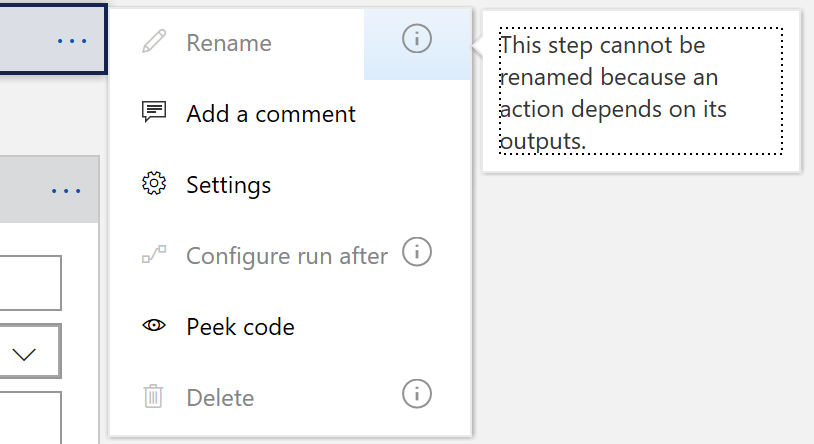 Rename
This step cannot be
renamed because an
action depends on its
outputs.
Add a comment
Settings
Configure run after
Peek code
Delete